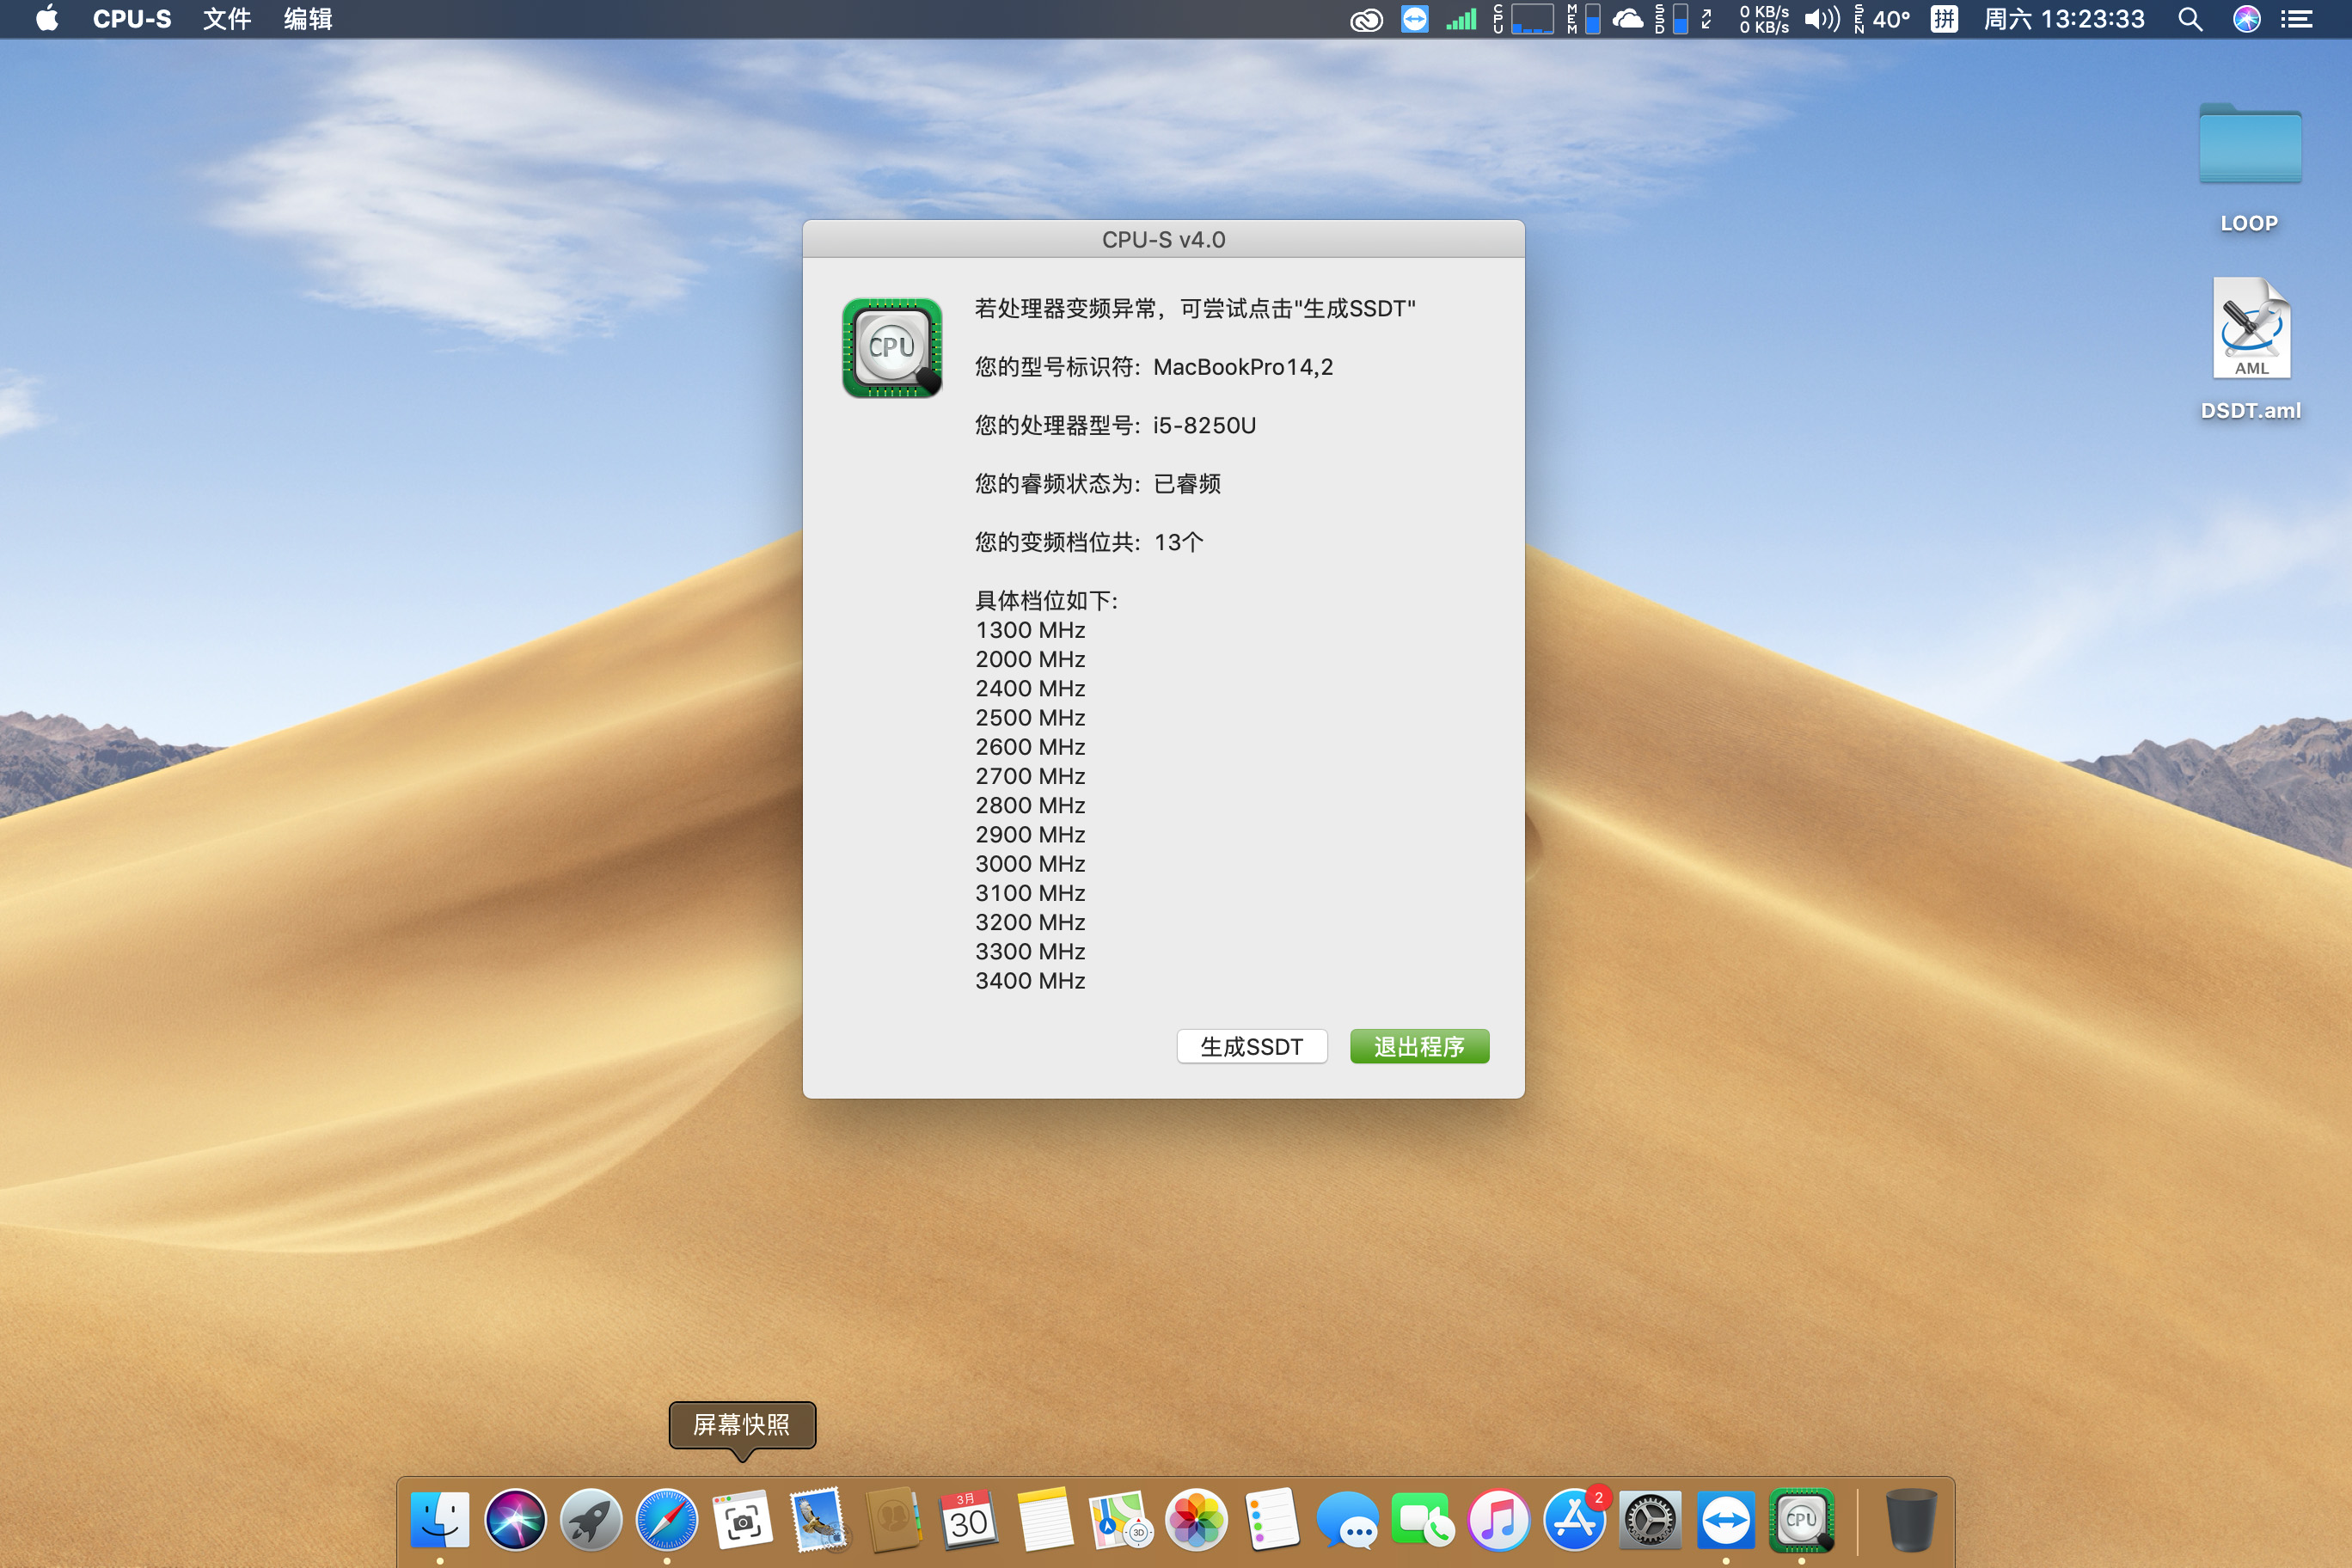 CPU-S 文件 编辑
CPU MEM SSD 0 KB/s 0 KB/s SEN 40° 拼 周六 13:23:33
LOOP
AML
DSDT.aml
CPU-S v4.0
CPU
若处理器变频异常，可尝试点击"生成SSDT"
您的型号标识符: MacBookPro14,2
您的处理器型号: i5-8250U
您的睿频状态为: 已睿频
您的变频档位共: 13个
具体档位如下:
1300 MHz
2000 MHz
2400 MHz
2500 MHz
2600 MHz
2700 MHz
2800 MHz
2900 MHz
3000 MHz
3100 MHz
3200 MHz
3300 MHz
3400 MHz
生成SSDT 退出程序
屏幕快照
3月
30
3D
2
CPU